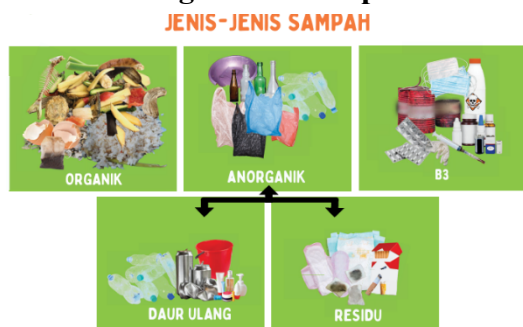 JENIS-JENIS SAMPAH
ORGANIK
ANORGANIK
B3
DAUR ULANG
RESIDU